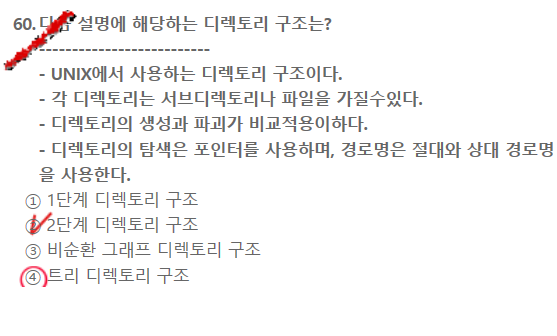 60. 다음 설명에 해당하는 디렉토리 구조는?
--------------------------
- UNIX에서 사용하는 디렉토리 구조이다.
- 각 디렉토리는 서브디렉토리나 파일을 가질수있다.
- 디렉토리의 생성과 파괴가 비교적용이하다.
- 디렉토리의 탐색은 포인터를 사용하며, 경로명은 절대와 상대 경로명
을 사용한다.
① 1단계 디렉토리 구조
② 2단계 디렉토리 구조
③ 비순환 그래프 디렉토리 구조
④ 트리 디렉토리 구조